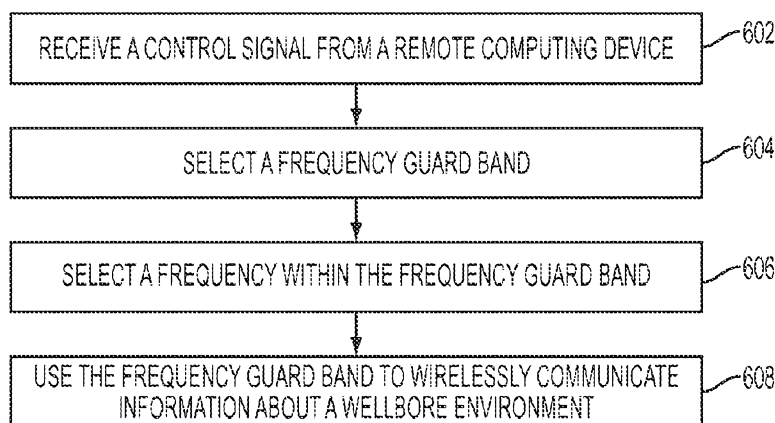 RECEIVE A CONTROL SIGNAL FROM A REMOTE COMPUTING DEVICE
602
SELECT A FREQUENCY GUARD BAND
604
SELECT A FREQUENCY WITHIN THE FREQUENCY GUARD BAND
606
USE THE FREQUENCY GUARD BAND TO WIRELESSLY COMMUNICATE
INFORMATION ABOUT A WELLBORE ENVIRONMENT
608